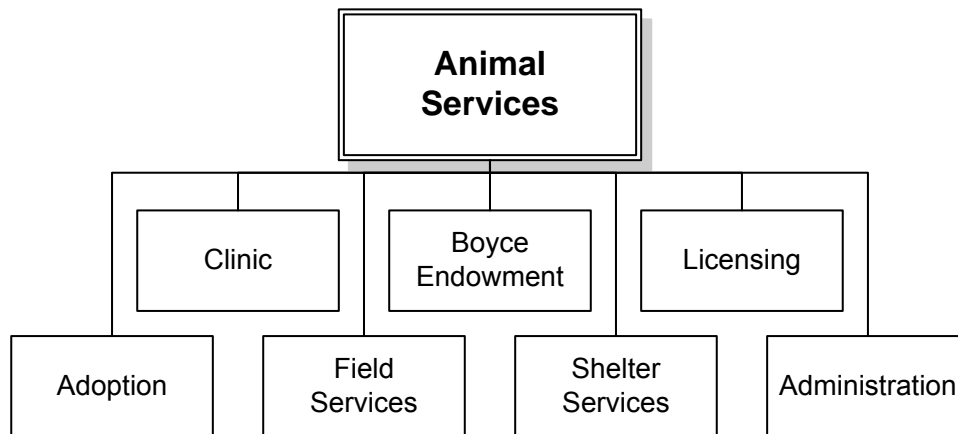 Animal
Services
Clinic
Boyce
Endowment
Licensing
Adoption
Field
Services
Shelter
Services
Administration